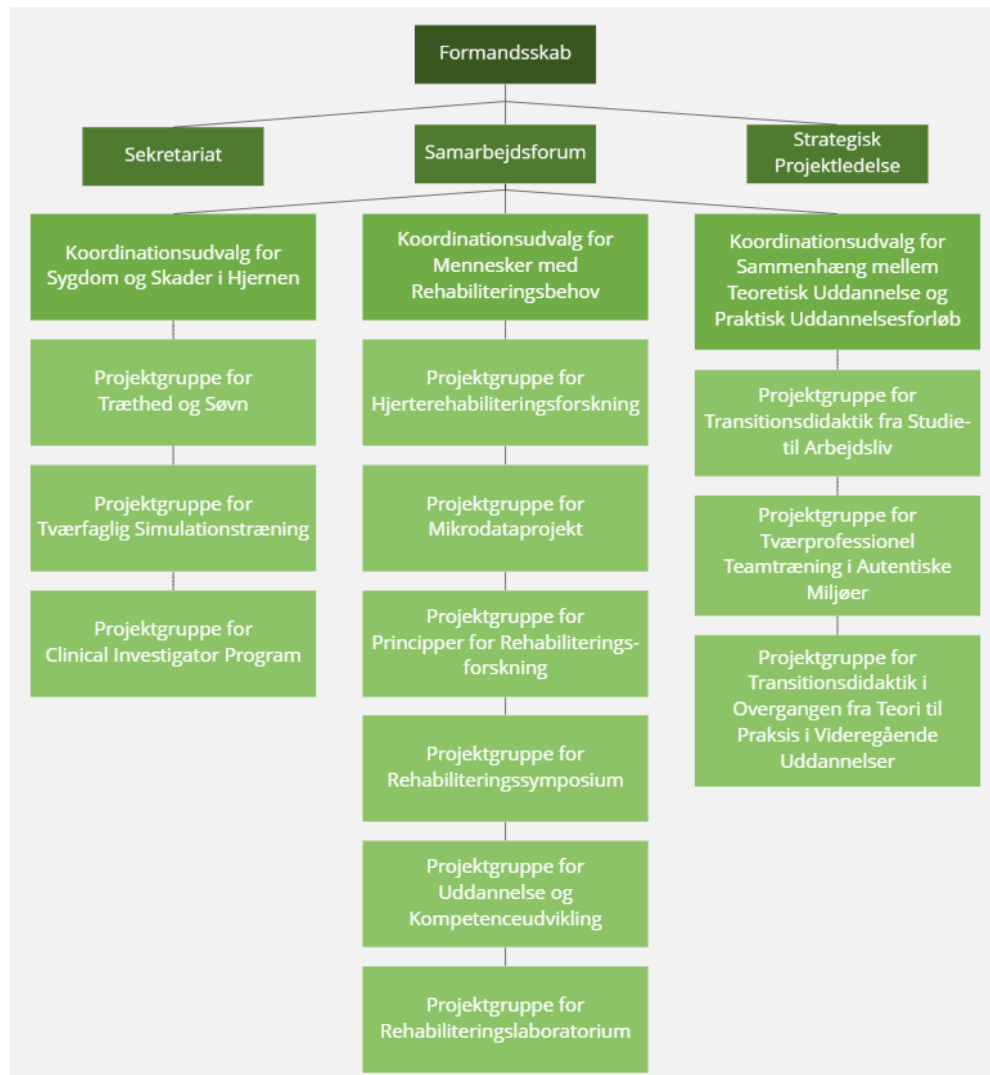 Formandsskab
Sekretariat
Samarbejdsforum
Strategisk
Projektledelse
Koordinationsudvalg for
Sygdom og Skader i Hjernen
Projektgruppe for
Træthed og Søvn
Projektgruppe for
Tværfaglig Simulationstræning
Projektgruppe for
Clinical Investigator Program
Koordinationsudvalg for
Mennesker med
Rehabiliteringsbehov
Projektgruppe for
Hjerterehabiliteringsforskning
Projektgruppe for
Mikrodataprojekt
Projektgruppe for
Principper for Rehabiliterings-
forskning
Projektgruppe for
Rehabiliteringssymposium
Projektgruppe for
Uddannelse og
Kompetenceudvikling
Projektgruppe for
Rehabiliteringslaboratorium
Koordinationsudvalg for
Sammenhæng mellem
Teoretisk Uddannelse og
Praktisk Uddannelsesforløb
Projektgruppe for
Transitionsdidaktik fra Studie-
til Arbejdsliv
Projektgruppe for
Tværprofessionel
Teamtræning i Autentiske
Miljøer
Projektgruppe for
Transitionsdidaktik i
Overgangen fra Teori til
Praksis i Videregående
Uddannelser